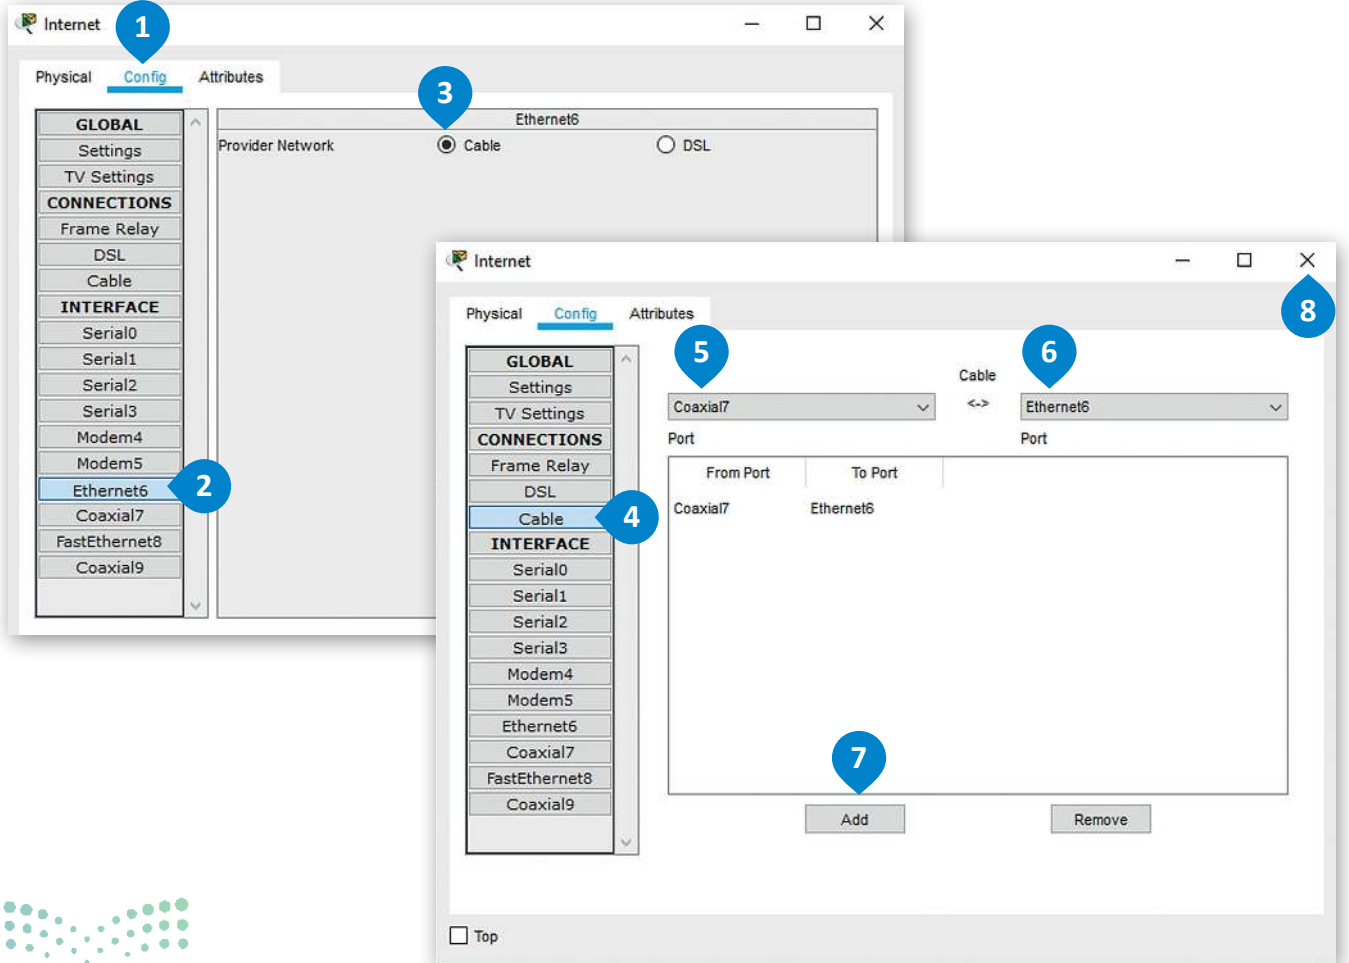 Internet
1
Physical Config Attributes
3
GLOBAL
Settings
TV Settings
CONNECTIONS
Frame Relay
DSL
Cable
INTERFACE
Serial0
Serial1
Serial2
Serial3
Modem4
Modem5
Ethernet6
2
Coaxial7
FastEthernet8
Coaxial9
Ethernet6
Provider Network Cable DSL
Internet
8
Physical Config Attributes
5
6
GLOBAL
Settings
TV Settings
CONNECTIONS
Frame Relay
DSL
Cable
4
INTERFACE
Serial0
Serial1
Serial2
Serial3
Modem4
Modem5
Ethernet6
Coaxial7
FastEthernet8
Coaxial9
Cable
Coaxial7 <-> Ethernet6
Port Port
From Port To Port
Coaxial7 Ethernet6
7
Add Remove
Top